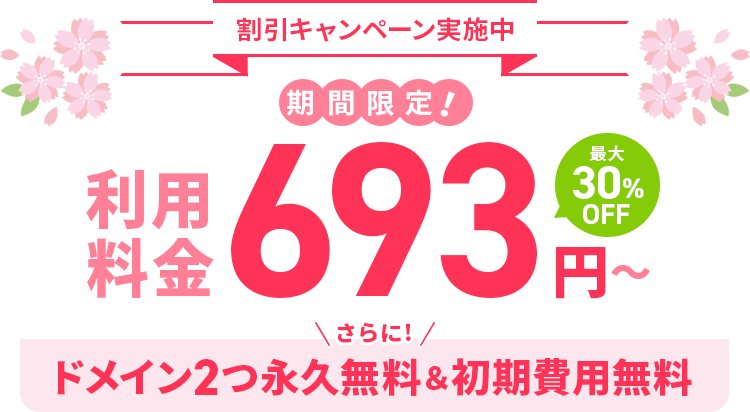 割引キャンペーン実施中
期間限定!
利用
料金
693
円～
最大
30%
OFF
さらに!
ドメイン2つ永久無料&初期費用無料